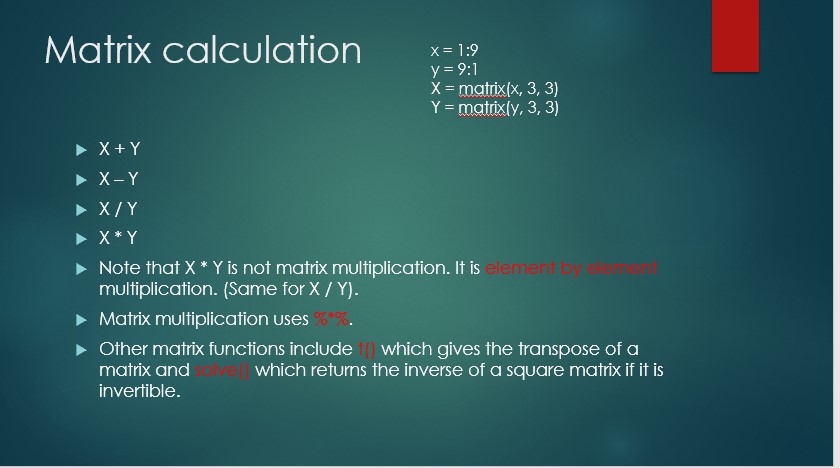 Matrix calculation
x = 1:9
y = 9:1
X = matrix(x, 3, 3)
Y = matrix(y, 3, 3)
X + Y
X – Y
X / Y
X * Y
Note that X * Y is not matrix multiplication. It is element by element
multiplication. (Same for X / Y).
Matrix multiplication uses %*%.
Other matrix functions include t() which gives the transpose of a
matrix and solve() which returns the inverse of a square matrix if it is
invertible.